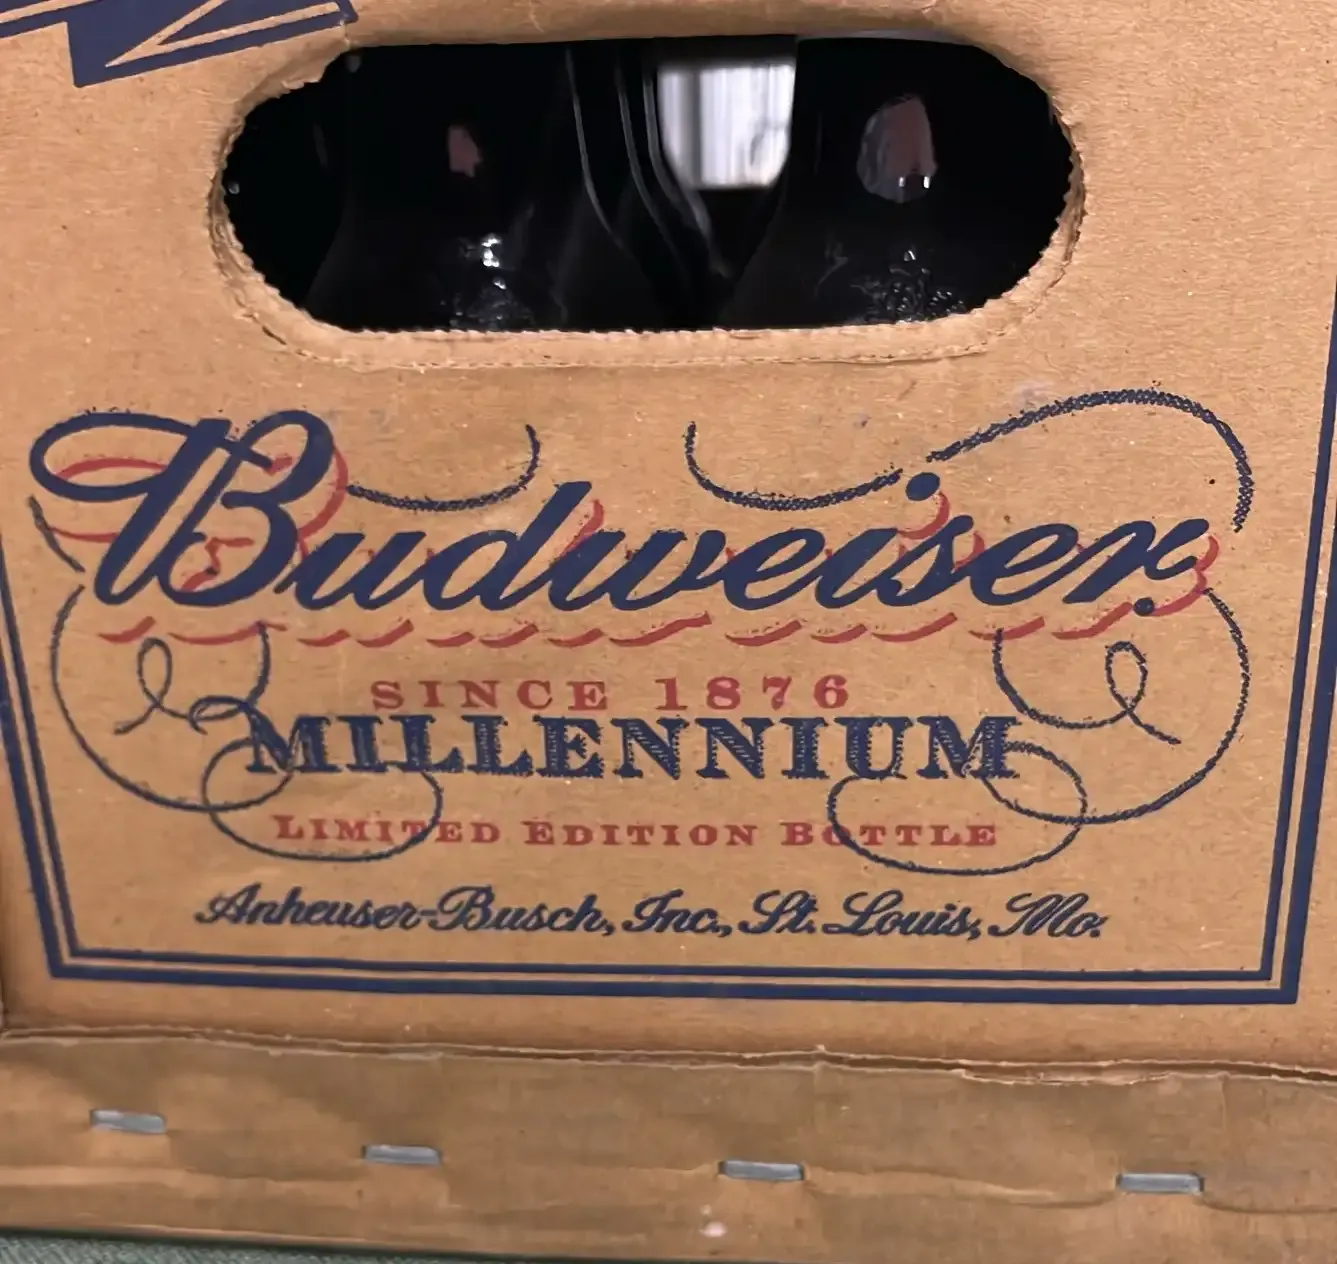 Budweiser.
SINCE 1876
MILLENNIUM
LIMITED EDITION BOTTLE
Anheuser-Busch, Inc., St. Louis, Mo.